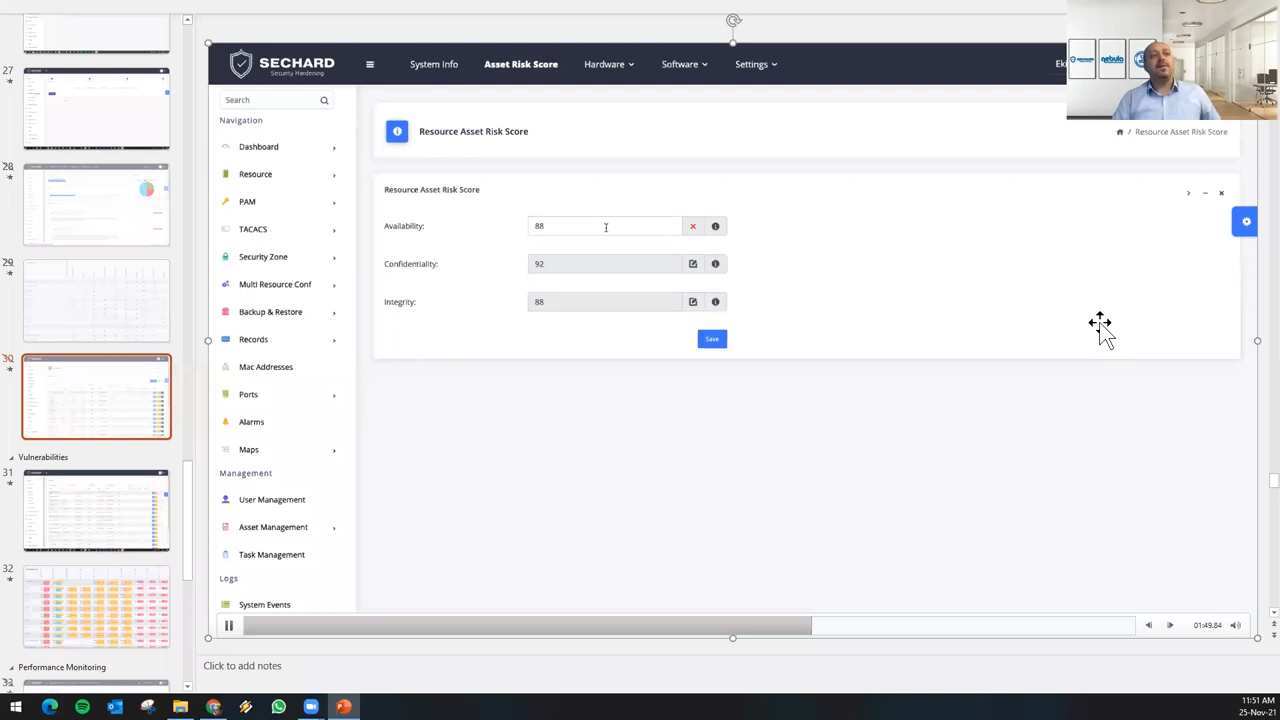 27
28
29
30
Vulnerabilities
31
32
Performance Monitoring
33
SECHARD
Security Hardening
System Info
Asset Risk Score
Hardware
Software
Settings
Search
Navigation
Dashboard
Resource
PAM
TACACS
Security Zone
Multi Resource Conf
Backup & Restore
Records
Mac Addresses
Ports
Alarms
Maps
Management
User Management
Asset Management
Task Management
Logs
System Events
Resource Asset Risk Score
/ Resource Asset Risk Score
Resource Asset Risk Score
Availability: 88
Confidentiality: 92
Integrity: 88
Save
SECHARD
nebula
01:49.84
Click to add notes
11:51 AM
25-Nov-21